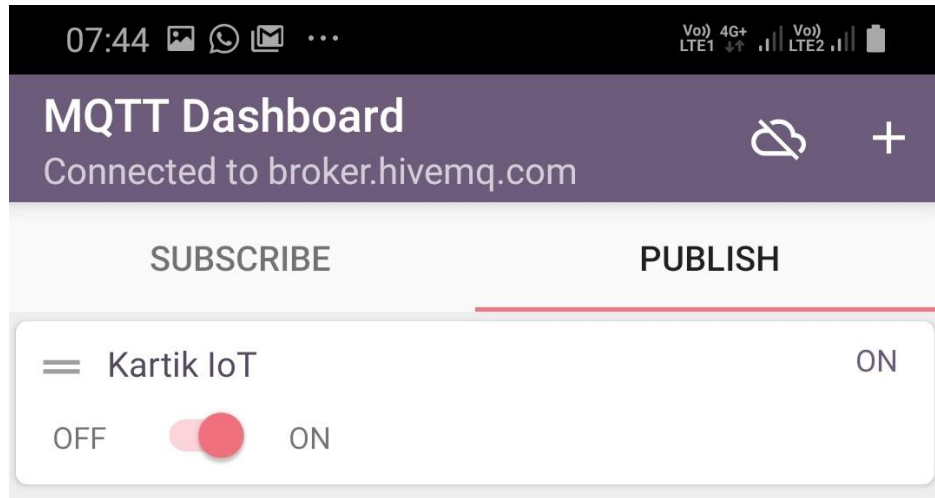 07:44 ...
Vo)) 4G+ Vo))
LTE1 LTE2
MQTT Dashboard
Connected to broker.hivemq.com
SUBSCRIBE PUBLISH
Kartik IoT ON
OFF ON